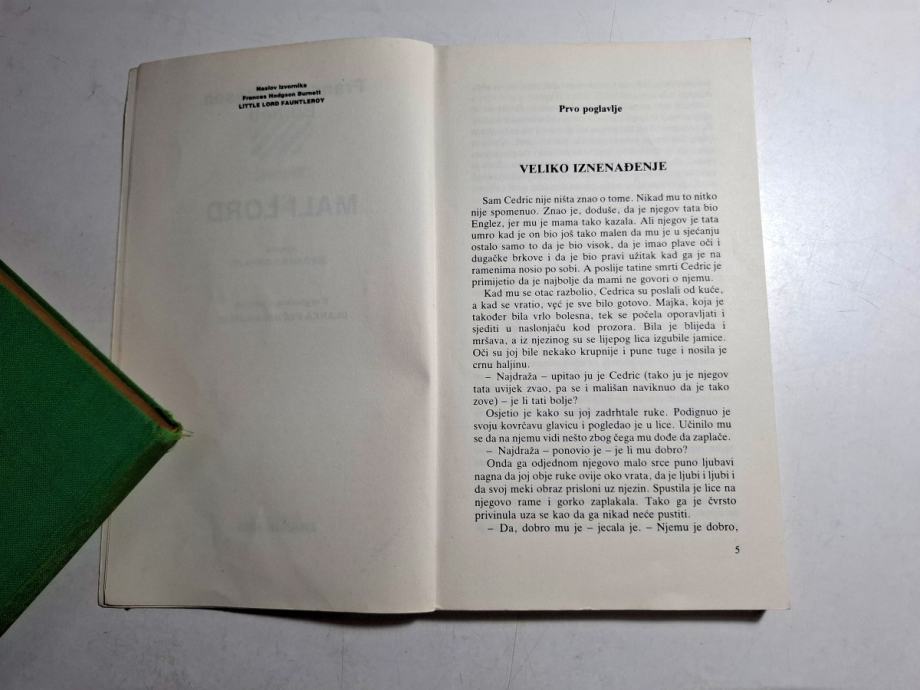 Naslov izvornika
Frances Hodgson Burnett
LITTLE LORD FAUNTLEROY
Prvo poglavlje
VELIKO IZNENAĐENJE
Sam Cedric nije ništa znao o tome. Nikad mu to nitko
nije spomenuo. Znao je, doduše, da je njegov tata bio
Englez, jer mu je mama tako kazala. Ali njegov je tata
umro kad je on bio još tako malen da mu je u sjećanju
ostalo samo to da je bio visok, da je imao plave oči i
dugačke brkove i da je bio pravi užitak kad ga je na
ramenima nosio po sobi. A poslije tatine smrti Cedric je
primijetio da je najbolje da mami ne govori o njemu.
Kad mu se otac razbolio, Cedrica su poslali od kuće,
a kad se vratio, već je sve bilo gotovo. Majka, koja je
također bila vrlo bolesna, tek se počela oporavljati i
sjediti u naslonjaču kod prozora. Bila je blijeda i
mršava, a iz njezinog su se lijepog lica izgubile jamice.
Oči su joj bile nekako krupnije i pune tuge i nosila je
crnu haljinu.
– Najdraža – upitao ju je Cedric (tako ju je njegov
tata uvijek zvao, pa se i mališan naviknuo da je tako
zove) – je li tati bolje?
Osjetio je kako su joj zadrhtale ruke. Podignuo je
svoju kovrčavu glavicu i pogledao je u lice. Učinilo mu
se da na njemu vidi nešto zbog čega mu dođe da zaplače.
– Najdraža – ponovio je – je li mu dobro?
Onda ga odjednom njegovo malo srce puno ljubavi
nagna da joj obje ruke ovije oko vrata, da je ljubi i ljubi i
da svoj meki obraz prisloni uz njezin. Spustila je lice na
njegovo rame i gorko zaplakala. Tako ga je čvrsto
privinula uza se kao da ga nikad neće pustiti.
– Da, dobro mu je – jecala je. – Njemu je dobro,
5